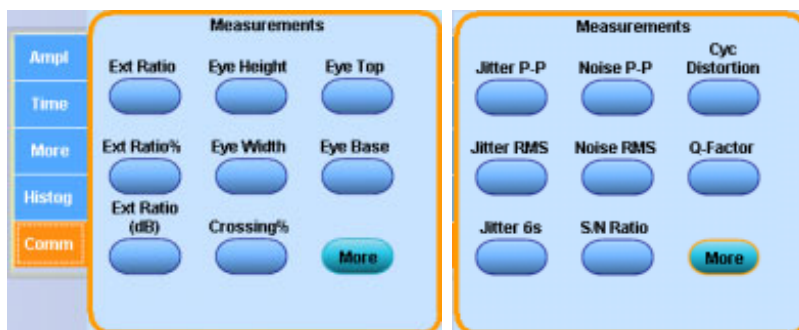 Measurements
Ampl
Time
More
Histog
Comm
Ext Ratio Eye Height Eye Top
Ext Ratio% Eye Width Eye Base
Ext Ratio
(dB)
Crossing%
More
Measurements
Jitter P-P Noise P-P
Cyc
Distortion
Jitter RMS Noise RMS Q-Factor
Jitter 6s S/N Ratio
More